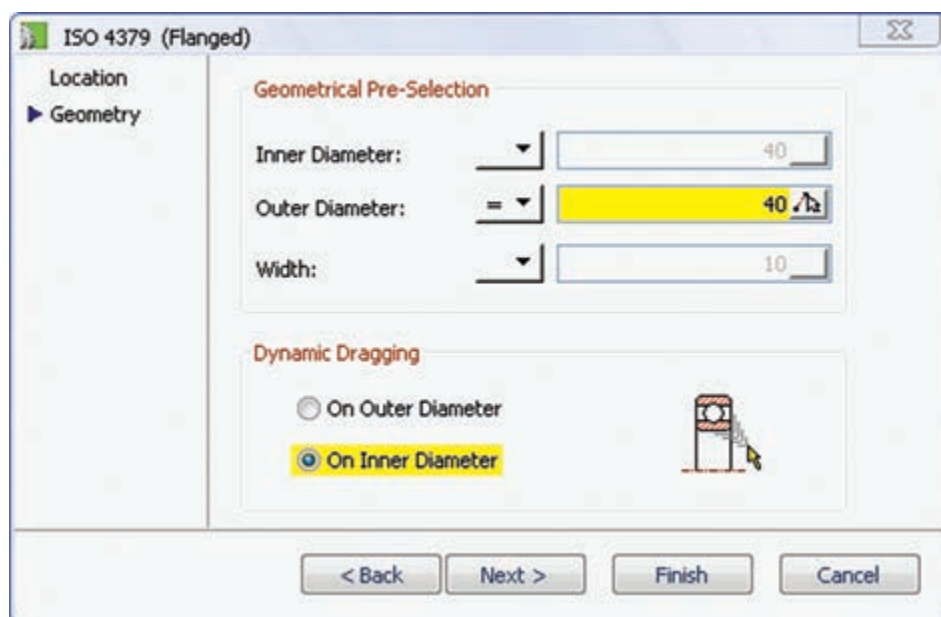 ISO 4379 (Flanged)
Location
Geometry
Geometrical Pre-Selection
Inner Diameter: 40
Outer Diameter: = 40
Width: 10
Dynamic Dragging
On Outer Diameter
On Inner Diameter
< Back Next > Finish Cancel